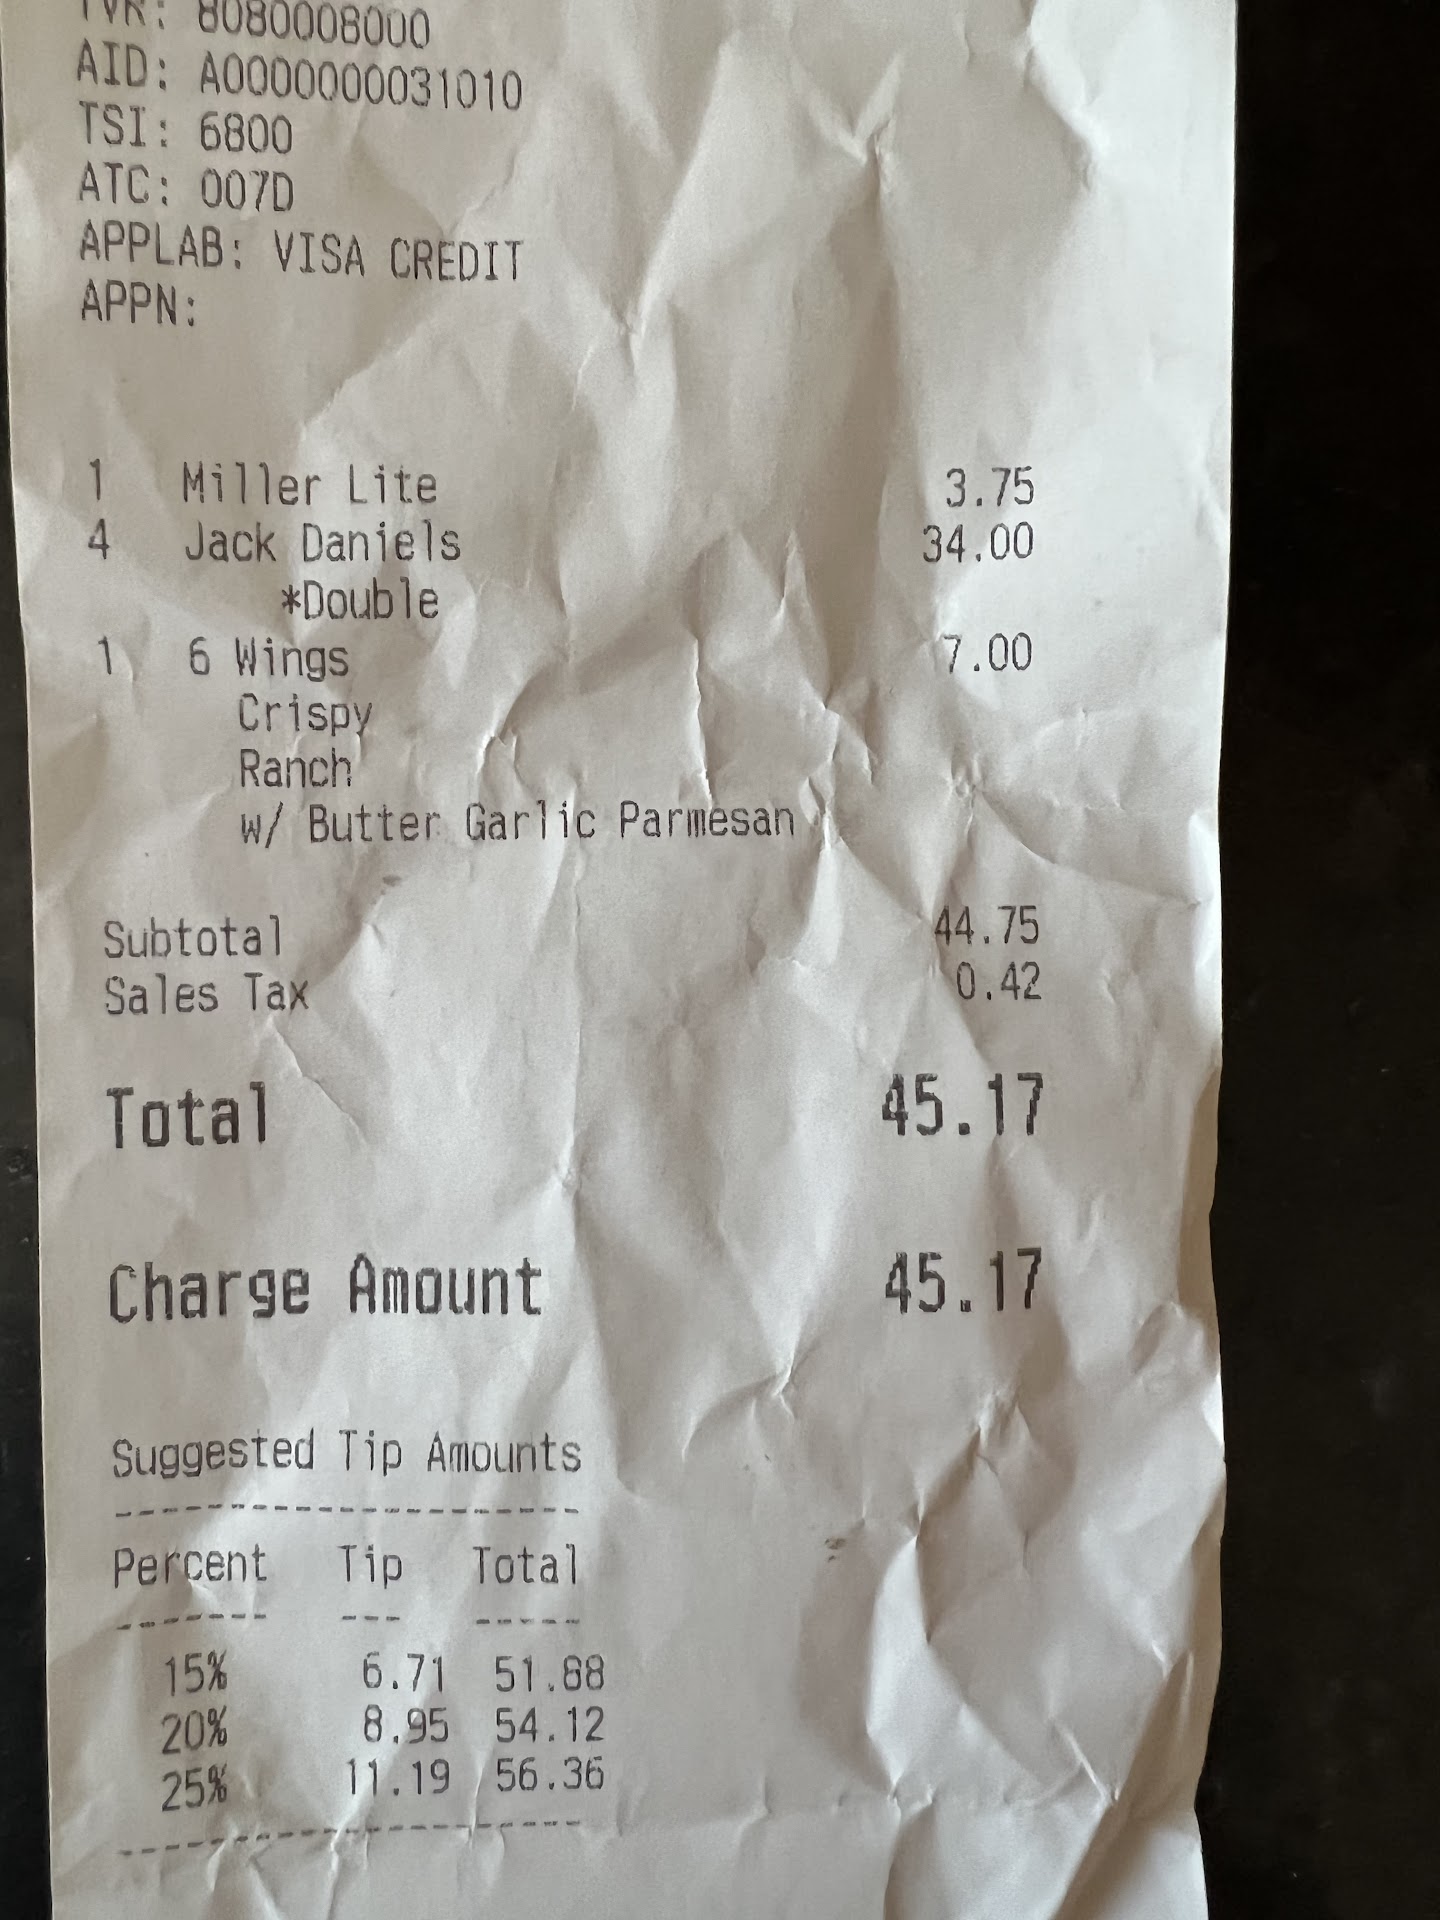 TVR: 8080008000
AID: A0000000031010
TSI: 6800
ATC: 007D
APPLAB: VISA CREDIT
APPN:
1 Miller Lite 3.75
4 Jack Daniels 34.00
*Double
1 6 Wings 7.00
Crispy
Ranch
w/ Butter Garlic Parmesan
Subtotal 44.75
Sales Tax 0.42
Total 45.17
Charge Amount 45.17
Suggested Tip Amounts
--------------------
Percent Tip Total
------- --- -----
15% 6.71 51.88
20% 8.95 54.12
25% 11.19 56.36
--------------------